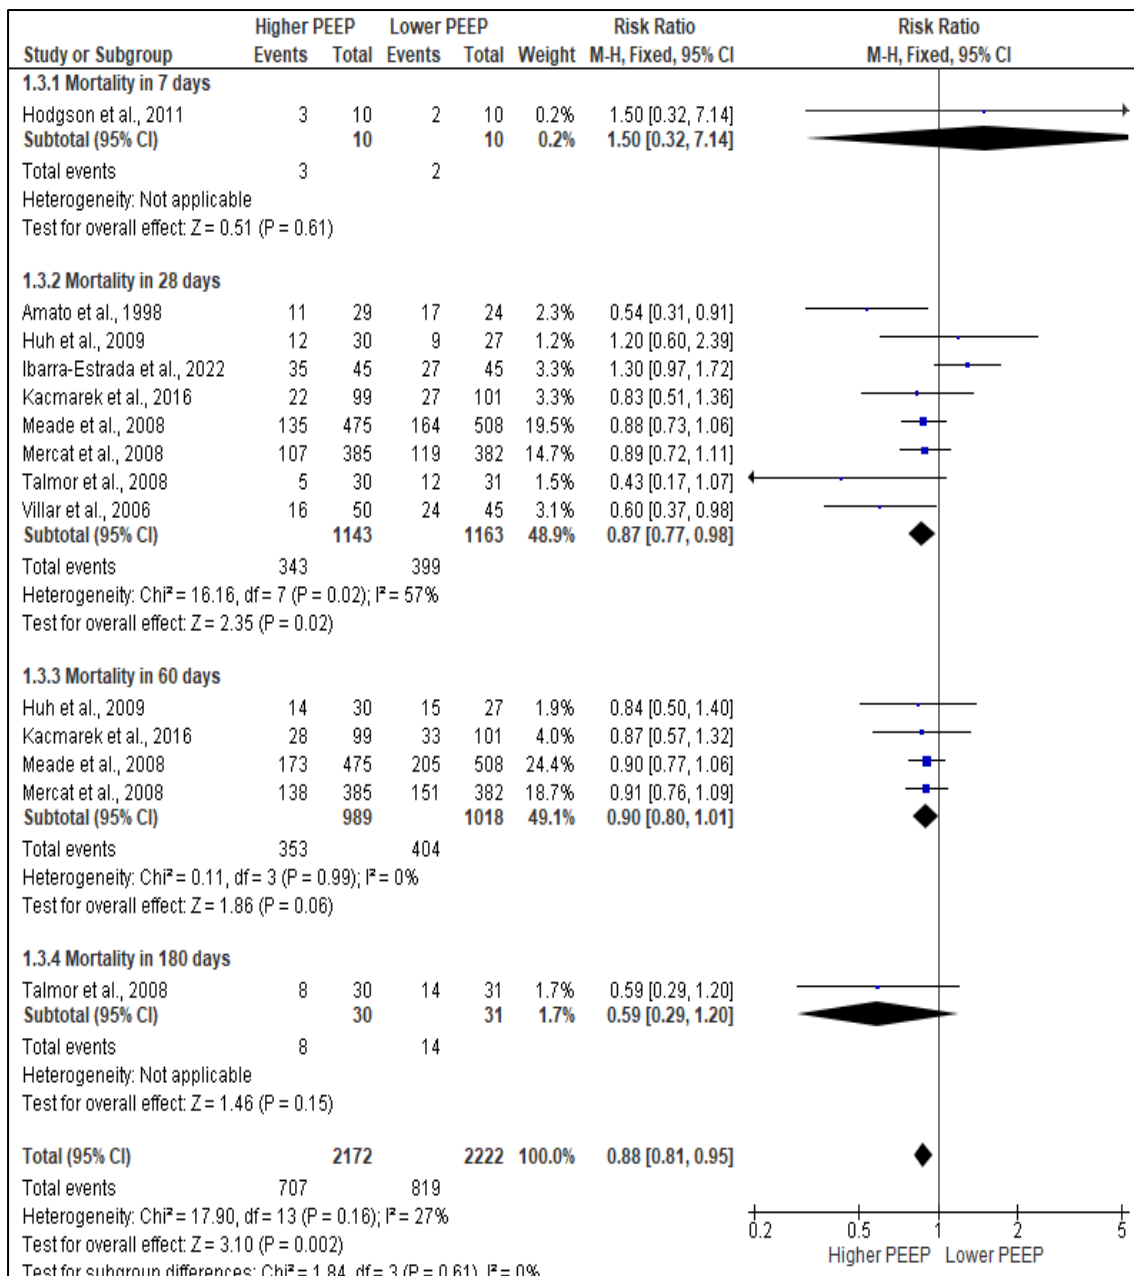 Higher PEEP Lower PEEP Risk Ratio Risk Ratio
Study or Subgroup Events Total Events Total Weight M-H, Fixed, 95% CI M-H, Fixed, 95% CI
1.3.1 Mortality in 7 days
Hodgson et al., 2011 3 10 2 10 0.2% 1.50 [0.32, 7.14]
Subtotal (95% CI) 10 10 0.2% 1.50 [0.32, 7.14]
Total events 3 2
Heterogeneity: Not applicable
Test for overall effect: Z = 0.51 (P = 0.61)
1.3.2 Mortality in 28 days
Amato et al., 1998 11 29 17 24 2.3% 0.54 [0.31, 0.91]
Huh et al., 2009 12 30 9 27 1.2% 1.20 [0.60, 2.39]
Ibarra-Estrada et al., 2022 35 45 27 45 3.3% 1.30 [0.97, 1.72]
Kacmarek et al., 2016 22 99 27 101 3.3% 0.83 [0.51, 1.36]
Meade et al., 2008 135 475 164 508 19.5% 0.88 [0.73, 1.06]
Mercat et al., 2008 107 385 119 382 14.7% 0.89 [0.72, 1.11]
Talmor et al., 2008 5 30 12 31 1.5% 0.43 [0.17, 1.07]
Villar et al., 2006 16 50 24 45 3.1% 0.60 [0.37, 0.98]
Subtotal (95% CI) 1143 1163 48.9% 0.87 [0.77, 0.98]
Total events 343 399
Heterogeneity: Chi² = 16.16, df = 7 (P = 0.02); I² = 57%
Test for overall effect: Z = 2.35 (P = 0.02)
1.3.3 Mortality in 60 days
Huh et al., 2009 14 30 15 27 1.9% 0.84 [0.50, 1.40]
Kacmarek et al., 2016 28 99 33 101 4.0% 0.87 [0.57, 1.32]
Meade et al., 2008 173 475 205 508 24.4% 0.90 [0.77, 1.06]
Mercat et al., 2008 138 385 151 382 18.7% 0.91 [0.76, 1.09]
Subtotal (95% CI) 989 1018 49.1% 0.90 [0.80, 1.01]
Total events 353 404
Heterogeneity: Chi² = 0.11, df = 3 (P = 0.99); I² = 0%
Test for overall effect: Z = 1.86 (P = 0.06)
1.3.4 Mortality in 180 days
Talmor et al., 2008 8 30 14 31 1.7% 0.59 [0.29, 1.20]
Subtotal (95% CI) 30 31 1.7% 0.59 [0.29, 1.20]
Total events 8 14
Heterogeneity: Not applicable
Test for overall effect: Z = 1.46 (P = 0.15)
Total (95% CI) 2172 2222 100.0% 0.88 [0.81, 0.95]
Total events 707 819
Heterogeneity: Chi² = 17.90, df = 13 (P = 0.16); I² = 27%
Test for overall effect: Z = 3.10 (P = 0.002)
Test for subgroup differences: Chi² = 1.84, df = 3 (P = 0.61), I² = 0%
0.2 0.5 1 2 5
Higher PEEP Lower PEEP